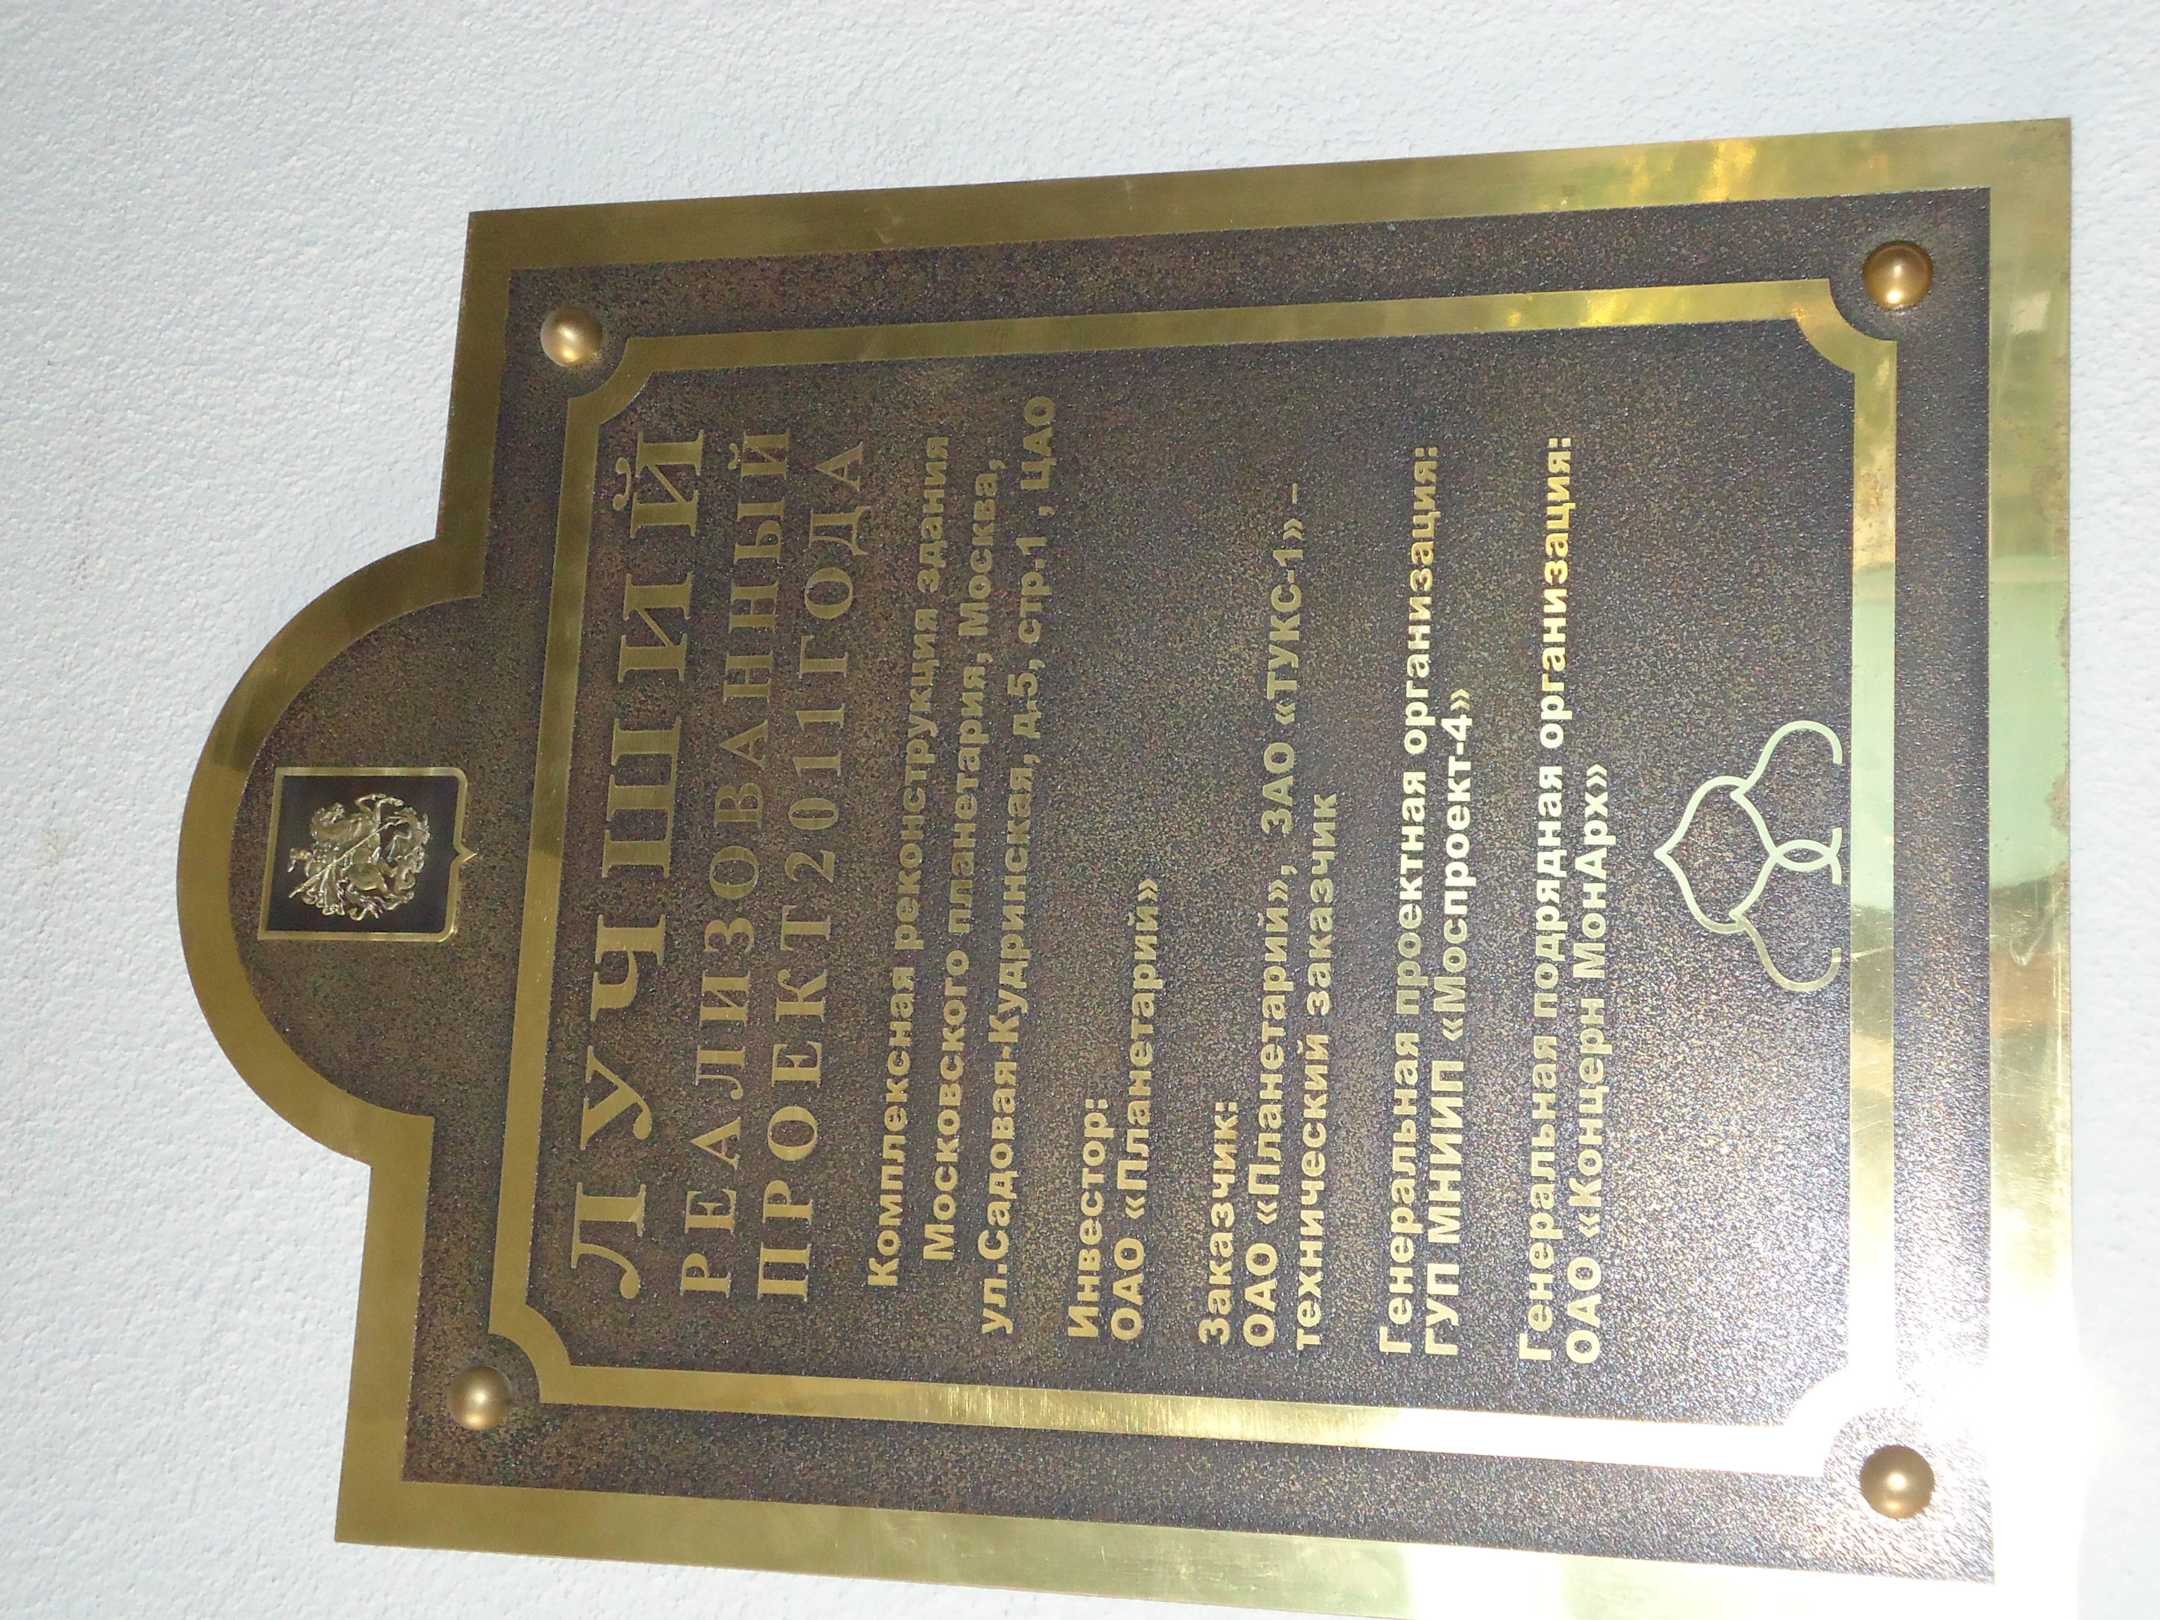 ЛУЧШИЙ
РЕАЛИЗОВАННЫЙ
ПРОЕКТ 2011 ГОДА
Комплексная реконструкция здания
Московского планетария, Москва,
ул.Садовая-Кудринская, д.5, стр.1 , ЦАО
Инвестор:
ОАО «Планетарий»
Заказчик:
ОАО «Планетарий», ЗАО «ТУКС-1» –
технический заказчик
Генеральная проектная организация:
ГУП МНИИП «Моспроект-4»
Генеральная подрядная организация:
ОАО «Концерн МонАрх»